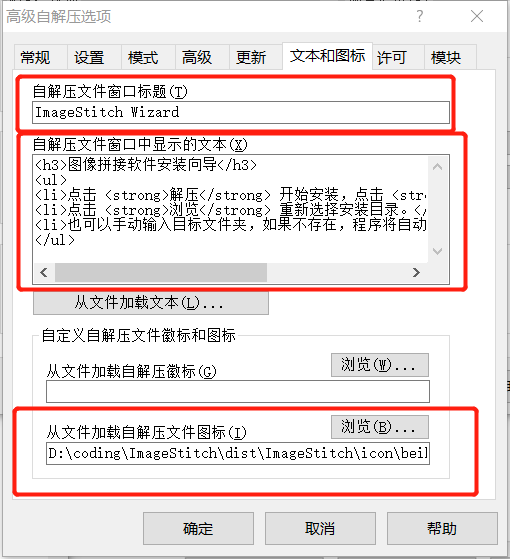 高级自解压选项
?
常规 设置 模式 高级 更新 文本和图标 许可 模块
自解压文件窗口标题(T)
ImageStitch Wizard
自解压文件窗口中显示的文本(X)
<h3>图像拼接软件安装向导</h3>
<ul>
<li>点击 <strong>解压</strong> 开始安装，点击 <stro
<li>点击 <strong>浏览</strong> 重新选择安装目录。</
<li>也可以手动输入目标文件夹，如果不存在，程序将自动
</ul>
从文件加载文本(L)...
自定义自解压文件徽标和图标
浏览(W)...
从文件加载自解压徽标(G)
浏览(B)...
从文件加载自解压文件图标(I)
D:\coding\ImageStitch\dist\ImageStitch\icon\bei
确定 取消 帮助